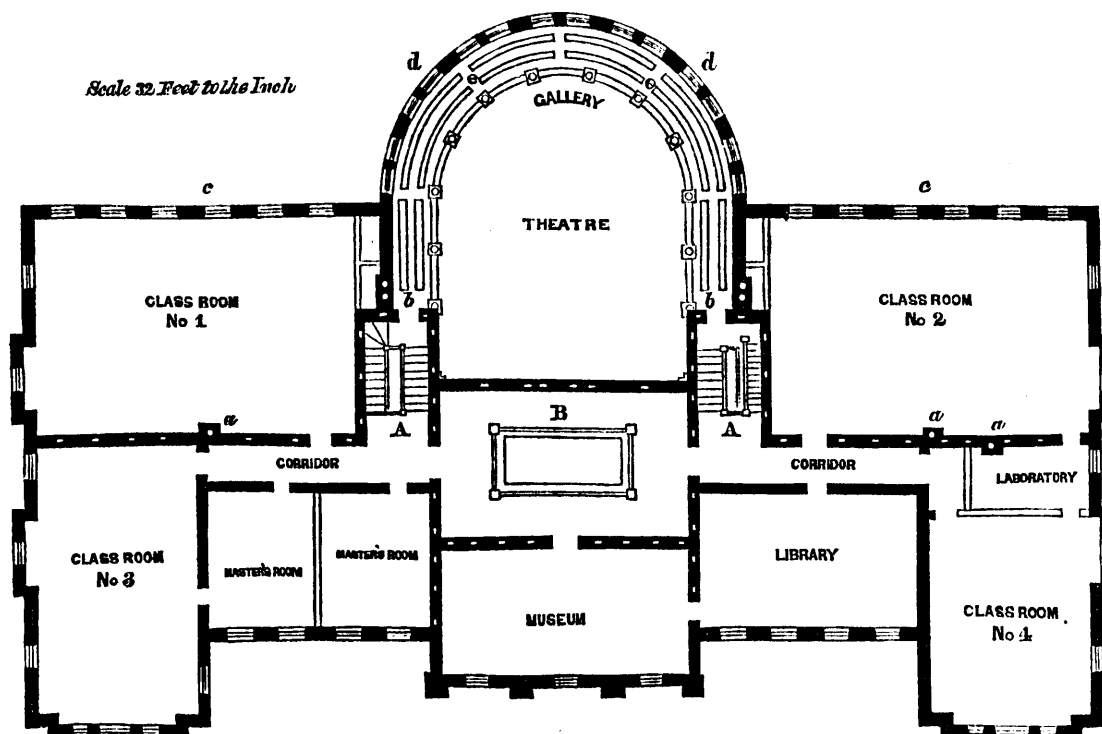 d
d
Scale 32 Feet to the Inch
GALLERY
c
c
THEATRE
CLASS ROOM
No 1
b
b
CLASS ROOM
No 2
a
A
B
A
a
a
CORRIDOR
CORRIDOR
LABORATORY
CLASS ROOM
No 3
MASTER'S ROOM
MASTER'S ROOM
LIBRARY
MUSEUM
CLASS ROOM
No 4